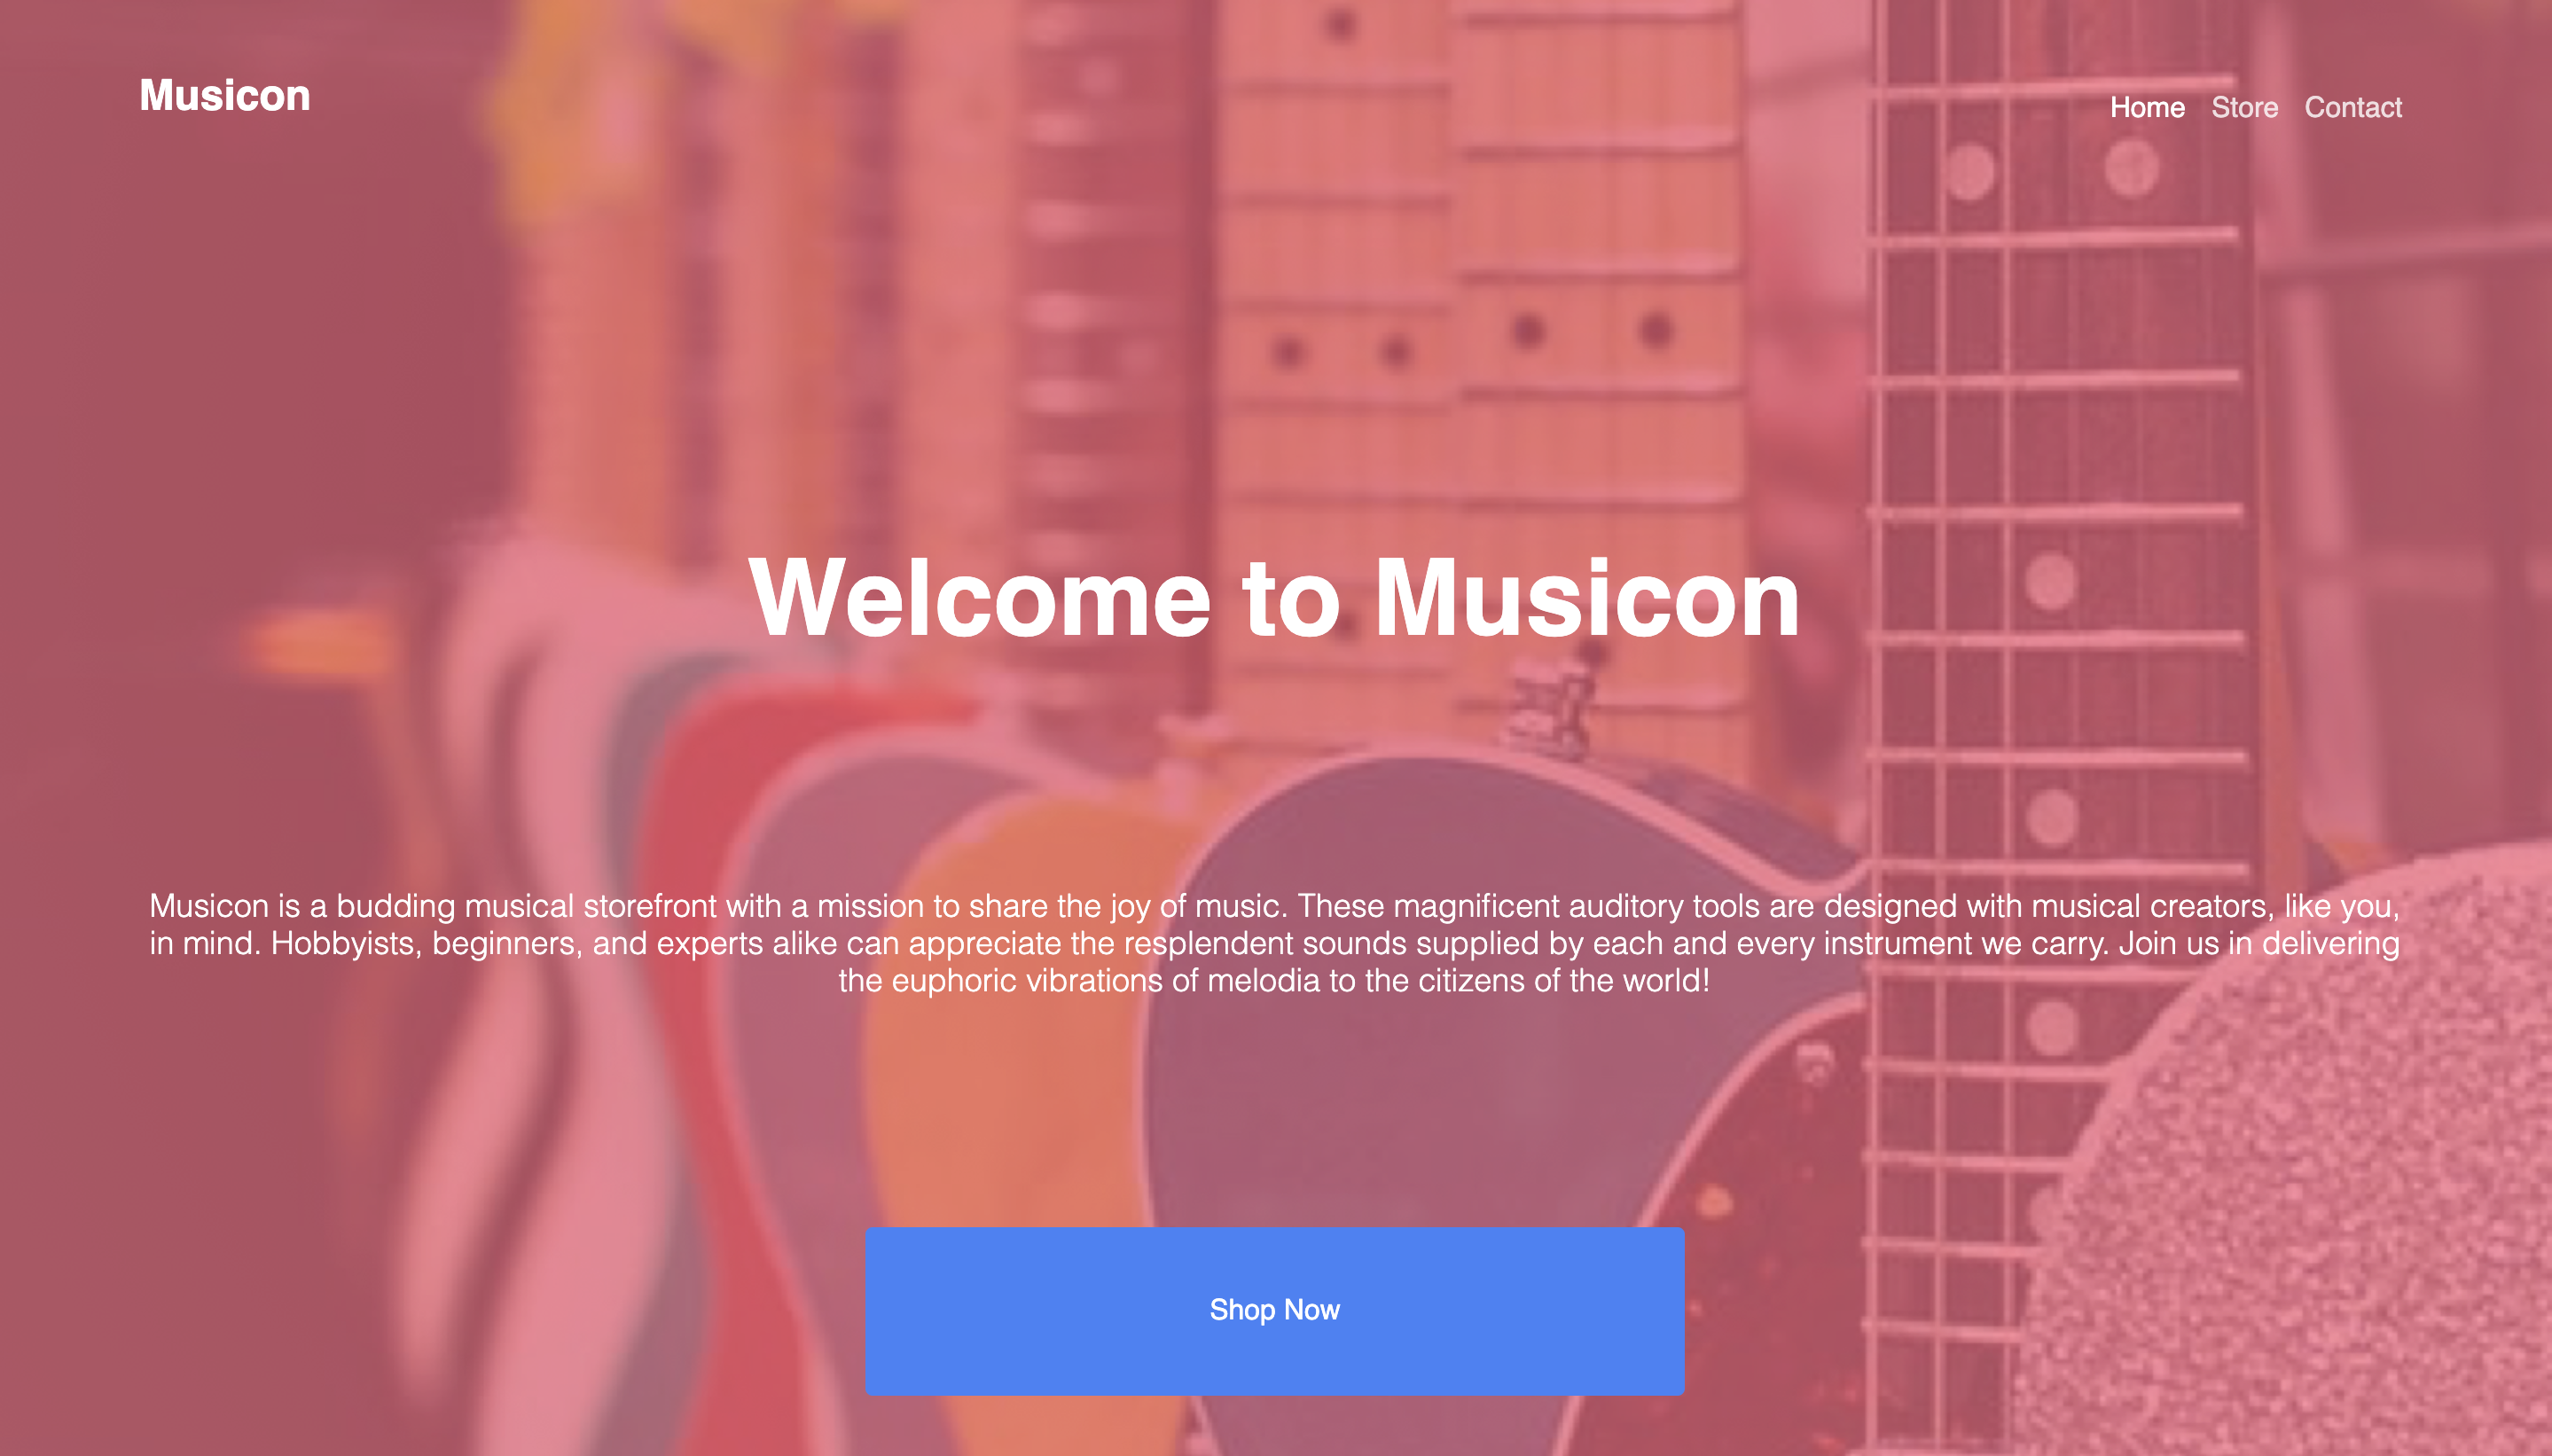 Musicon
Home Store Contact
Welcome to Musicon
Musicon is a budding musical storefront with a mission to share the joy of music. These magnificent auditory tools are designed with musical creators, like you,
in mind. Hobbyists, beginners, and experts alike can appreciate the resplendent sounds supplied by each and every instrument we carry. Join us in delivering
the euphoric vibrations of melodia to the citizens of the world!
Shop Now